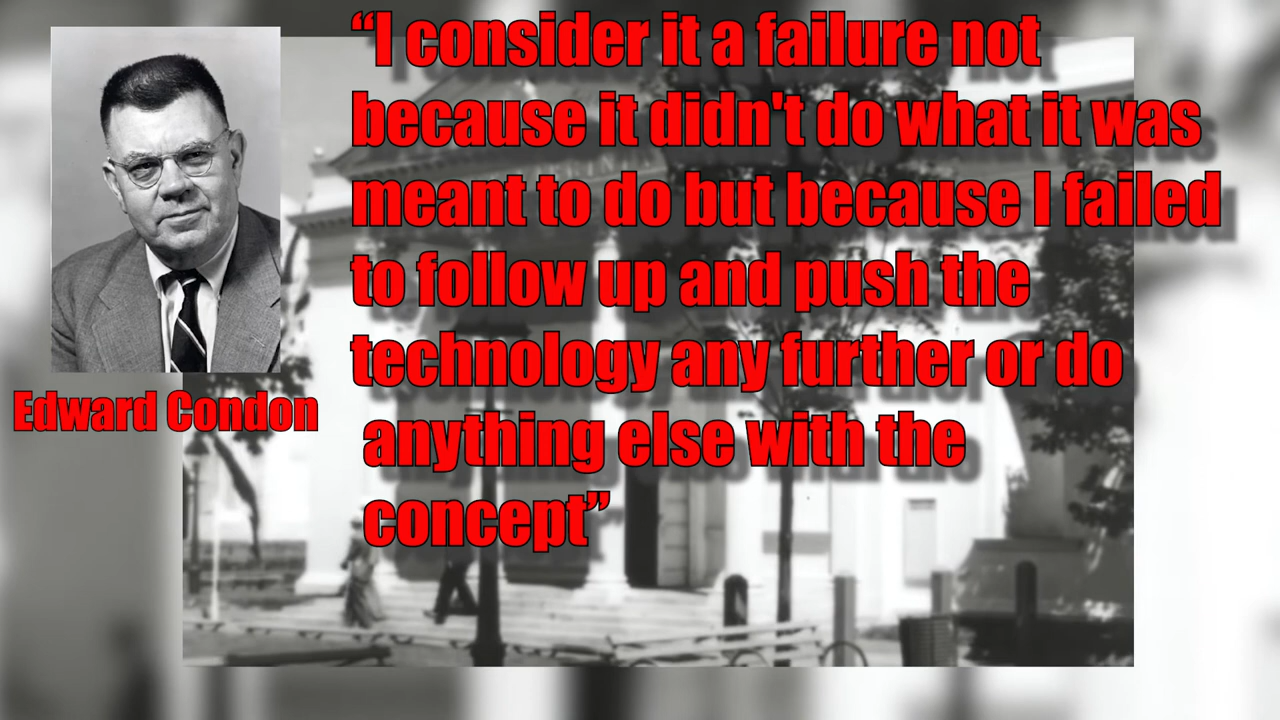 “I consider it a failure not
because it didn't do what it was
meant to do but because I failed
to follow up and push the
technology any further or do
anything else with the
concept”
Edward Condon